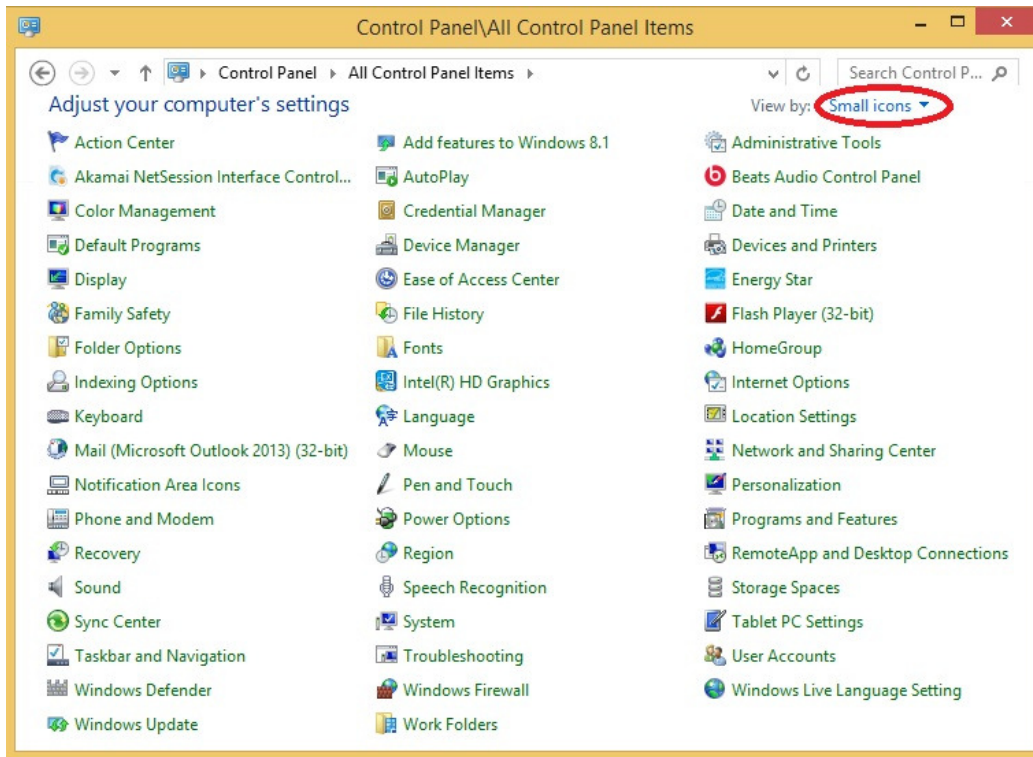 Control Panel\All Control Panel Items
Control Panel All Control Panel Items Search Control P...
Adjust your computer's settings View by: Small icons
Action Center Add features to Windows 8.1 Administrative Tools
Akamai NetSession Interface Control... AutoPlay Beats Audio Control Panel
Color Management Credential Manager Date and Time
Default Programs Device Manager Devices and Printers
Display Ease of Access Center Energy Star
Family Safety File History Flash Player (32-bit)
Folder Options Fonts HomeGroup
Indexing Options Intel(R) HD Graphics Internet Options
Keyboard Language Location Settings
Mail (Microsoft Outlook 2013) (32-bit) Mouse Network and Sharing Center
Notification Area Icons Pen and Touch Personalization
Phone and Modem Power Options Programs and Features
Recovery Region RemoteApp and Desktop Connections
Sound Speech Recognition Storage Spaces
Sync Center System Tablet PC Settings
Taskbar and Navigation Troubleshooting User Accounts
Windows Defender Windows Firewall Windows Live Language Setting
Windows Update Work Folders